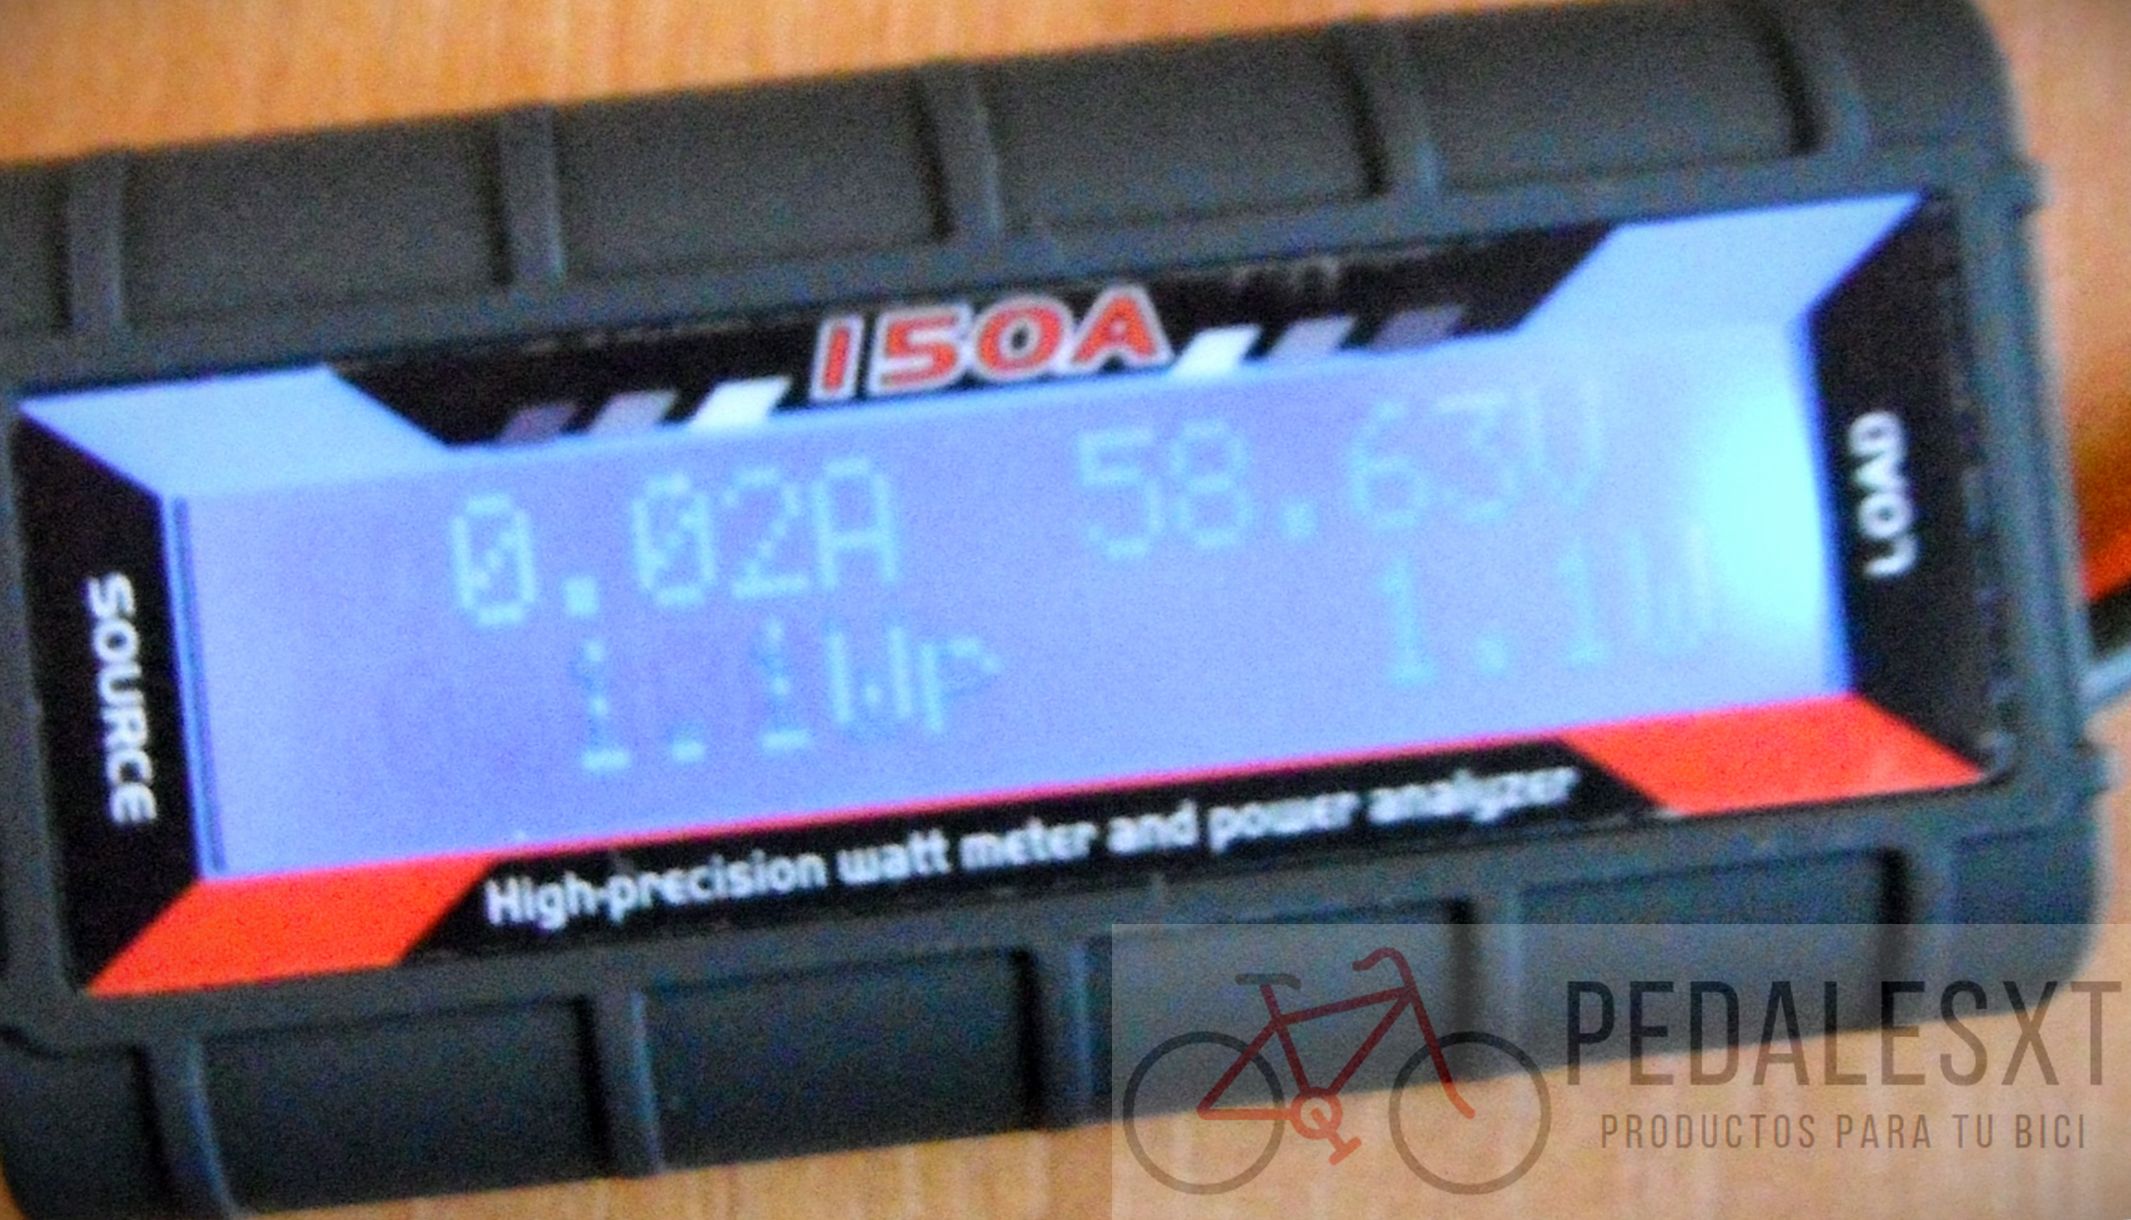 150A
0.02A 58.63V
1.1Wp 1.1W
SOURCE
LOAD
High-precision watt meter and power analyzer
PEDALESXT
PRODUCTOS PARA TU BICI